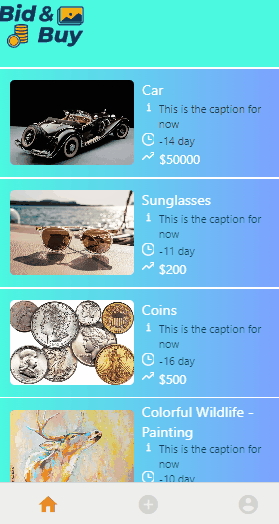 Bid &
Buy
Car
This is the caption for
now
-14 day
$50000
Sunglasses
This is the caption for
now
-11 day
$200
Coins
This is the caption for
now
-16 day
$500
Colorful Wildlife -
Painting
This is the caption for
now
-10 day